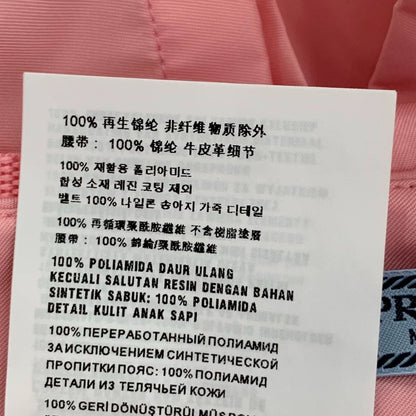 100% 再生锦纶 非纤维物质除外
腰带: 100% 锦纶 牛皮革细节
100% 재활용 폴리아미드
합성 소재 레진 코팅 제외
벨트 100% 나일론 송아지 가죽 디테일
100% 再循環聚酰胺纖維 不含樹脂塗層
腰帶: 100% 錦綸/聚酰胺纖維
100% POLIAMIDA DAUR ULANG
KECUALI SALUTAN RESIN DENGAN BAHAN
SINTETIK SABUK: 100% POLIAMIDA
DETAIL KULIT ANAK SAPI
100% ПЕРЕРАБОТАННЫЙ ПОЛИАМИД
ЗА ИСКЛЮЧЕНИЕМ СИНТЕТИЧЕСКОЙ
ПРОПИТКИ ПОЯС: 100% ПОЛИАМИД
ДЕТАЛИ ИЗ ТЕЛЯЧЬЕЙ КОЖИ
100% GERİ DÖNÜŞTÜRÜLMÜŞ
PR
M